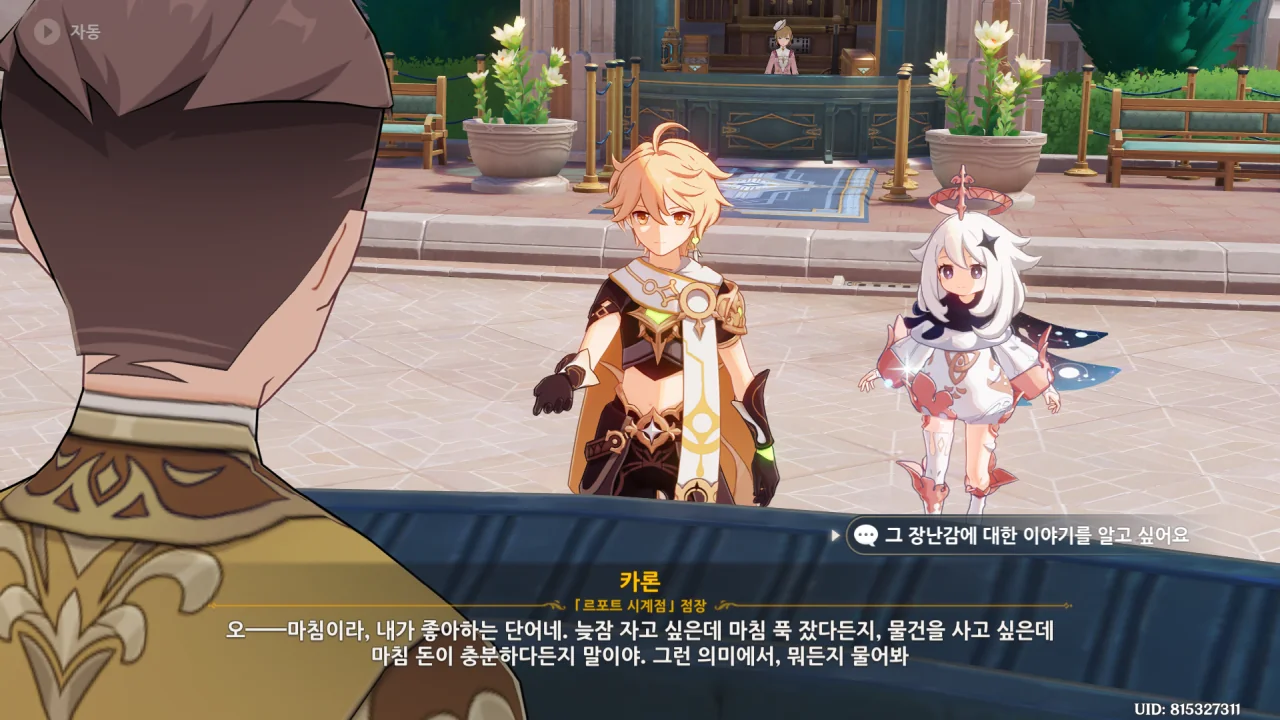 자동
그 장난감에 대한 이야기를 알고 싶어요
카론
「르포트 시계점」 점장
오——마침이라, 내가 좋아하는 단어네. 늦잠 자고 싶은데 마침 푹 잤다든지, 물건을 사고 싶은데
마침 돈이 충분하다든지 말이야. 그런 의미에서, 뭐든지 물어봐
UID: 815327311